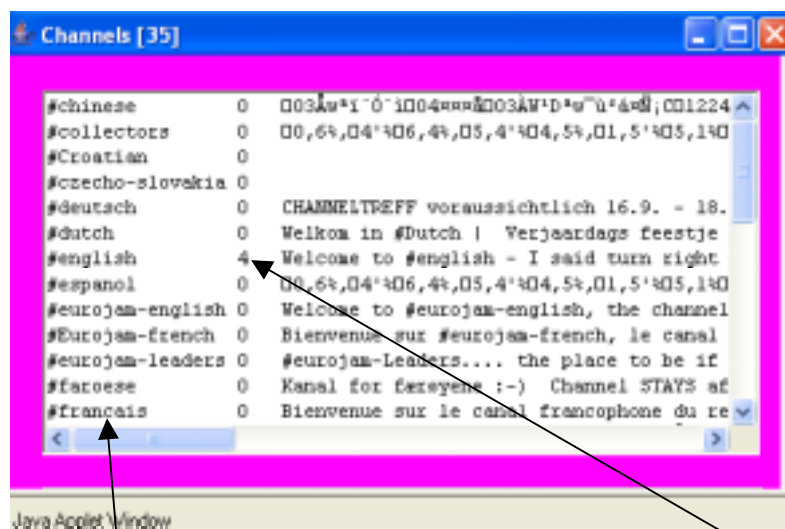 Channels [35]
#chinese 0
#collectors 0
#Croatian 0
#czecho-slovakia 0
#deutsch 0 CHANNELTREFF voraussichtlich 16.9. - 18.
#dutch 0 Welkom in #Dutch | Verjaardags feestje
#english 4 Welcome to #english - I said turn right
#espanol 0
#eurojam-english 0 Welcome to #eurojam-english, the channel
#Eurojam-french 0 Bienvenue sur #eurojam-french, le canal
#eurojam-leaders 0 #eurojam-Leaders.... the place to be if
#faroese 0 Kanal for færøyene :-) Channel STAYS af
#francais 0 Bienvenue sur le canal francophone du re
Java Applet Window